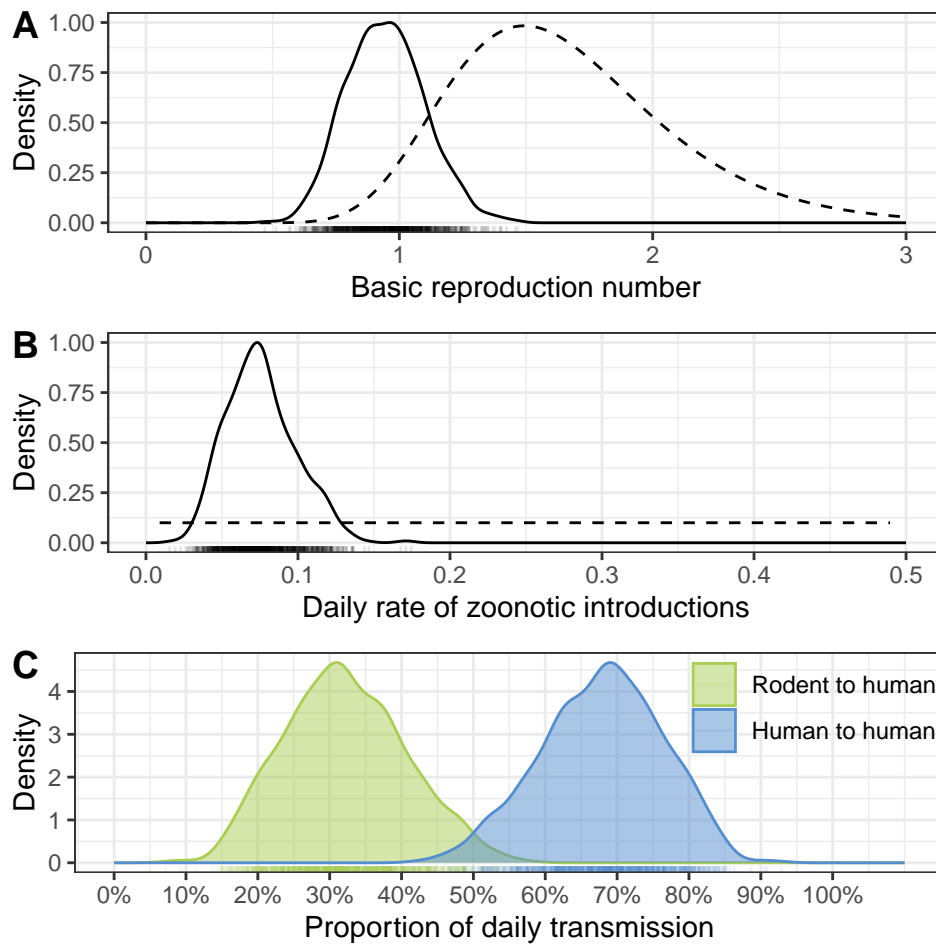 A
Density
1.00
0.75
0.50
0.25
0.00
0 1 2 3
Basic reproduction number
B
Density
1.00
0.75
0.50
0.25
0.00
0.0 0.1 0.2 0.3 0.4 0.5
Daily rate of zoonotic introductions
C
Density
4
3
2
1
0
Rodent to human
Human to human
0% 10% 20% 30% 40% 50% 60% 70% 80% 90% 100%
Proportion of daily transmission